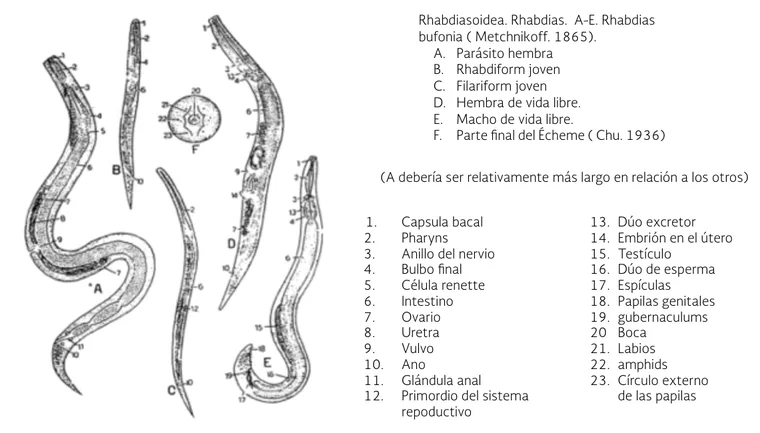 Rhabdiasoidea. Rhabdias. A-E. Rhabdias
bufonia ( Metchnikoff. 1865).
A. Parásito hembra
B. Rhabdiform joven
C. Filariform joven
D. Hembra de vida libre.
E. Macho de vida libre.
F. Parte final del Écheme ( Chu. 1936)
(A debería ser relativamente más largo en relación a los otros)
1. Capsula bacal
2. Pharyns
3. Anillo del nervio
4. Bulbo final
5. Célula renette
6. Intestino
7. Ovario
8. Uretra
9. Vulvo
10. Ano
11. Glándula anal
12. Primordio del sistema
repoductivo
13. Dúo excretor
14. Embrión en el útero
15. Testículo
16. Dúo de esperma
17. Espículas
18. Papilas genitales
19. gubernaculums
20 Boca
21. Labios
22. amphids
23. Círculo externo
de las papilas
A
B
C
D
E
F